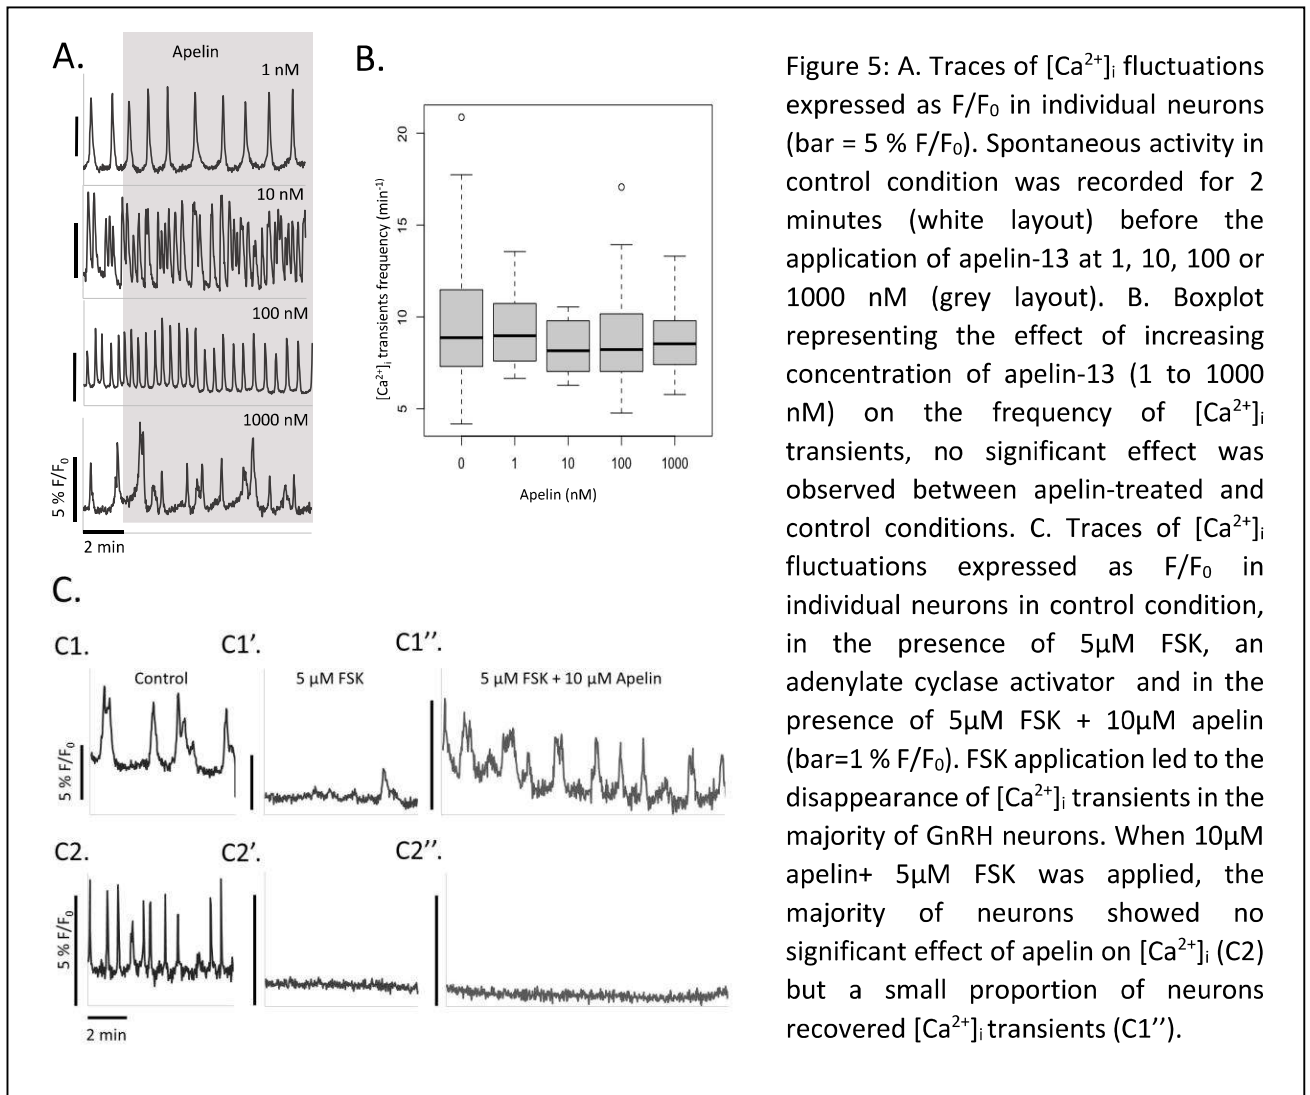 A.
Apelin
1 nM
10 nM
100 nM
1000 nM
5 % F/F₀
2 min
B.
[Ca²⁺]ᵢ transients frequency (min⁻¹)
20
15
10
5
0 1 10 100 1000
Apelin (nM)
C.
C1. C1’. C1’’.
Control 5 µM FSK 5 µM FSK + 10 µM Apelin
5 % F/F₀
C2. C2’. C2’’.
5 % F/F₀
2 min
Figure 5: A. Traces of [Ca²⁺]ᵢ fluctuations
expressed as F/F₀ in individual neurons
(bar = 5 % F/F₀). Spontaneous activity in
control condition was recorded for 2
minutes (white layout) before the
application of apelin-13 at 1, 10, 100 or
1000 nM (grey layout). B. Boxplot
representing the effect of increasing
concentration of apelin-13 (1 to 1000
nM) on the frequency of [Ca²⁺]ᵢ
transients, no significant effect was
observed between apelin-treated and
control conditions. C. Traces of [Ca²⁺]ᵢ
fluctuations expressed as F/F₀ in
individual neurons in control condition,
in the presence of 5µM FSK, an
adenylate cyclase activator and in the
presence of 5µM FSK + 10µM apelin
(bar=1 % F/F₀). FSK application led to the
disappearance of [Ca²⁺]ᵢ transients in the
majority of GnRH neurons. When 10µM
apelin+ 5µM FSK was applied, the
majority of neurons showed no
significant effect of apelin on [Ca²⁺]ᵢ (C2)
but a small proportion of neurons
recovered [Ca²⁺]ᵢ transients (C1’’).